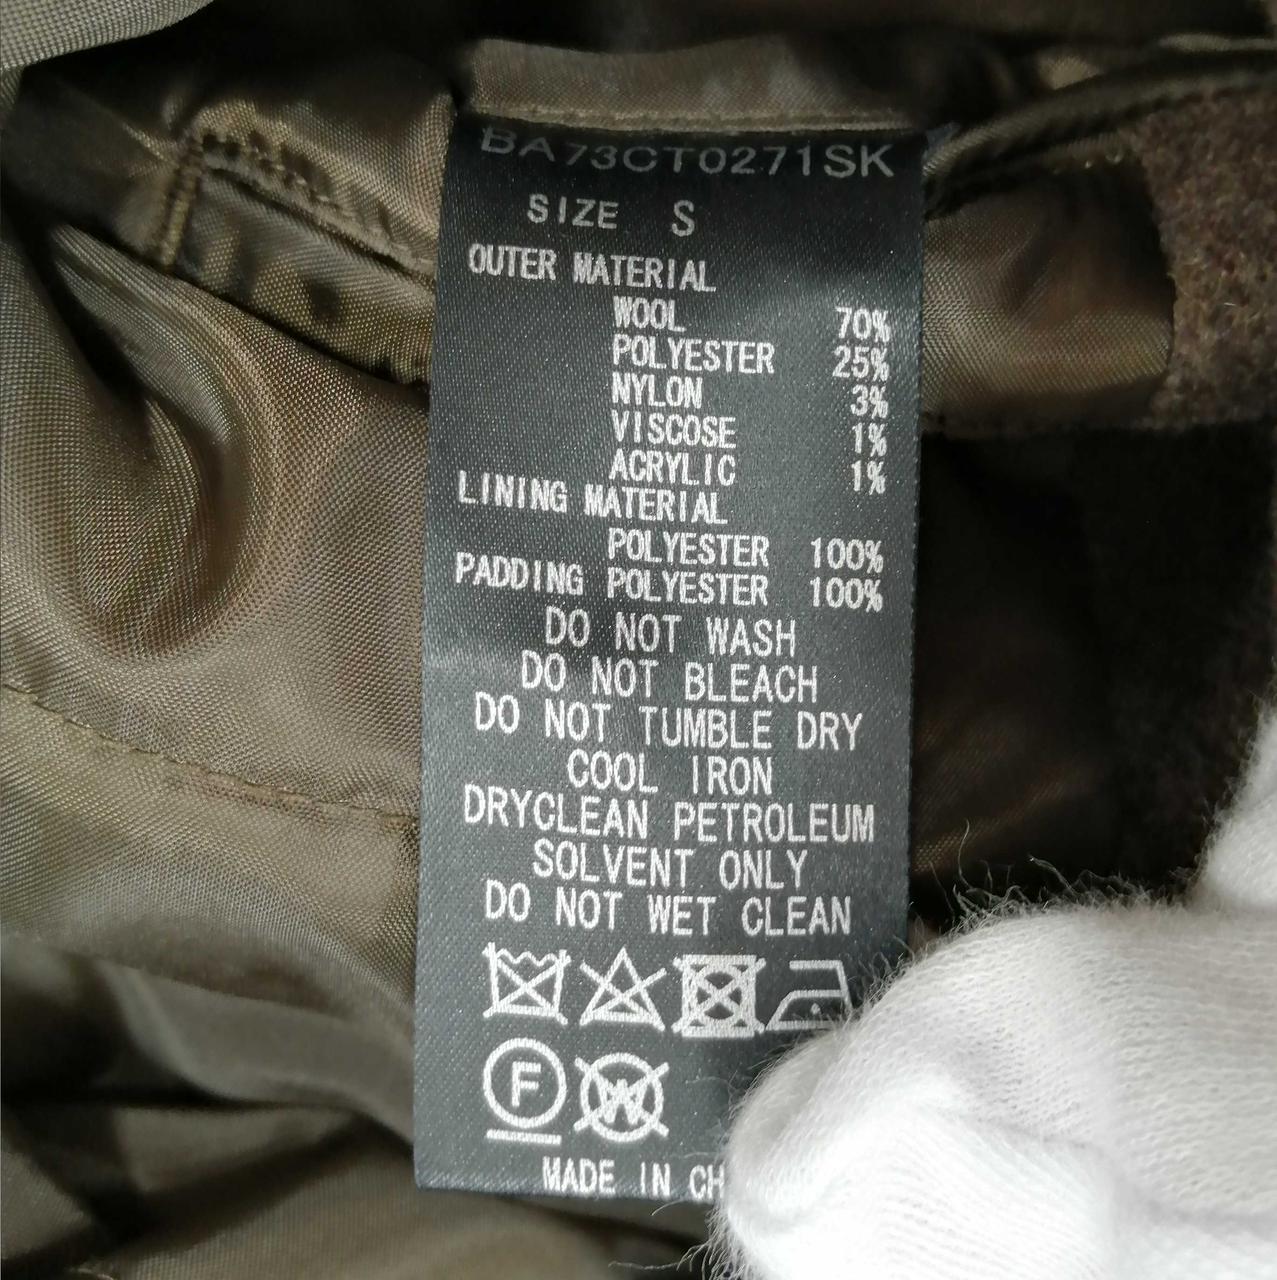 BA73CT0271SK
SIZE S
OUTER MATERIAL
WOOL 70%
POLYESTER 25%
NYLON 3%
VISCOSE 1%
ACRYLIC 1%
LINING MATERIAL
POLYESTER 100%
PADDING POLYESTER 100%
DO NOT WASH
DO NOT BLEACH
DO NOT TUMBLE DRY
COOL IRON
DRYCLEAN PETROLEUM
SOLVENT ONLY
DO NOT WET CLEAN
F W
MADE IN CH